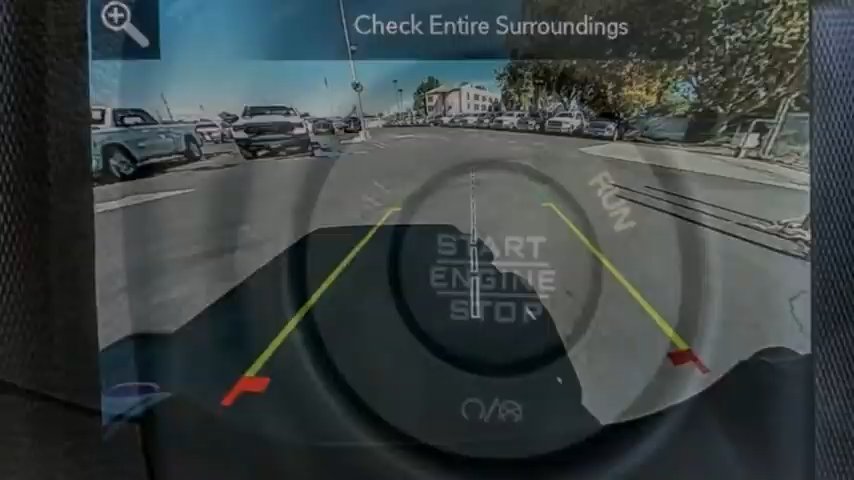 Check Entire Surroundings
RUN
START
ENGINE
STOP